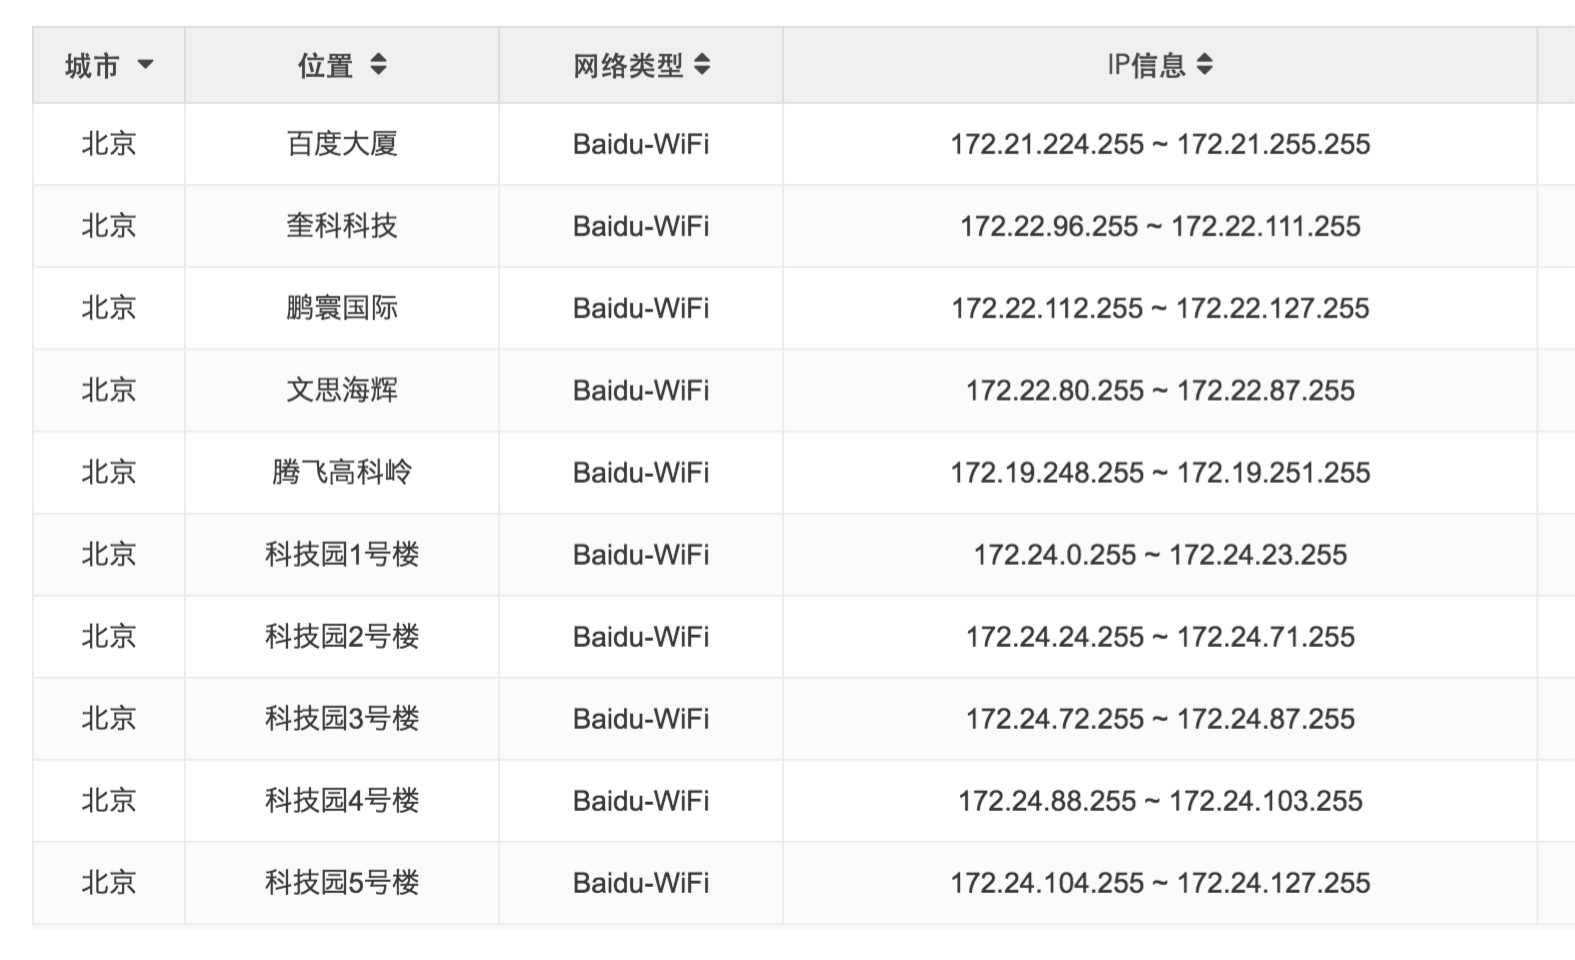 城市 位置 网络类型 IP信息
北京 百度大厦 Baidu-WiFi 172.21.224.255 ~ 172.21.255.255
北京 奎科科技 Baidu-WiFi 172.22.96.255 ~ 172.22.111.255
北京 鹏寰国际 Baidu-WiFi 172.22.112.255 ~ 172.22.127.255
北京 文思海辉 Baidu-WiFi 172.22.80.255 ~ 172.22.87.255
北京 腾飞高科岭 Baidu-WiFi 172.19.248.255 ~ 172.19.251.255
北京 科技园1号楼 Baidu-WiFi 172.24.0.255 ~ 172.24.23.255
北京 科技园2号楼 Baidu-WiFi 172.24.24.255 ~ 172.24.71.255
北京 科技园3号楼 Baidu-WiFi 172.24.72.255 ~ 172.24.87.255
北京 科技园4号楼 Baidu-WiFi 172.24.88.255 ~ 172.24.103.255
北京 科技园5号楼 Baidu-WiFi 172.24.104.255 ~ 172.24.127.255